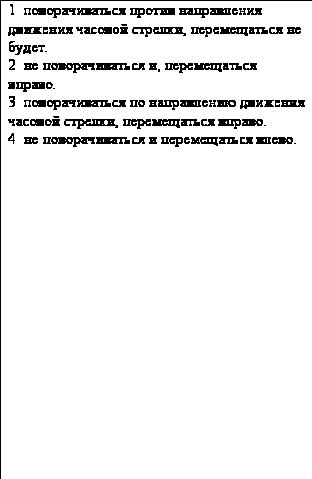 1 поворачиваться против направления
движения часовой стрелки, перемещаться не
будет.
2 не поворачиваться и, перемещаться
вправо.
3 поворачиваться по направлению движения
часовой стрелки, перемещаться вправо.
4 не поворачиваться и перемещаться влево.